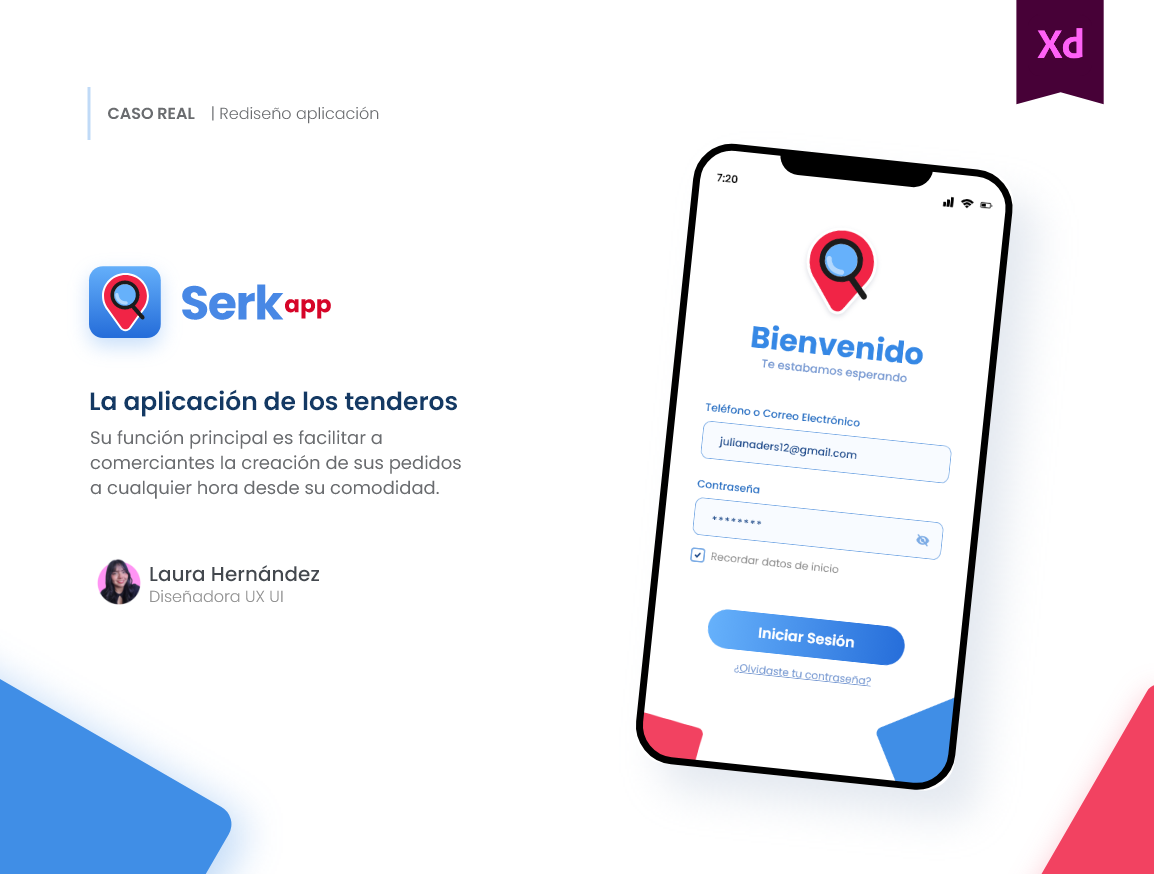 Xd
CASO REAL | Rediseño aplicación
Serk app
La aplicación de los tenderos
Su función principal es facilitar a
comerciantes la creación de sus pedidos
a cualquier hora desde su comodidad.
Laura Hernández
Diseñadora UX UI
7:20
Bienvenido
Te estabamos esperando
Teléfono o Correo Electrónico
julianaders12@gmail.com
Contraseña
********
Recordar datos de inicio
Iniciar Sesión
¿Olvidaste tu contraseña?